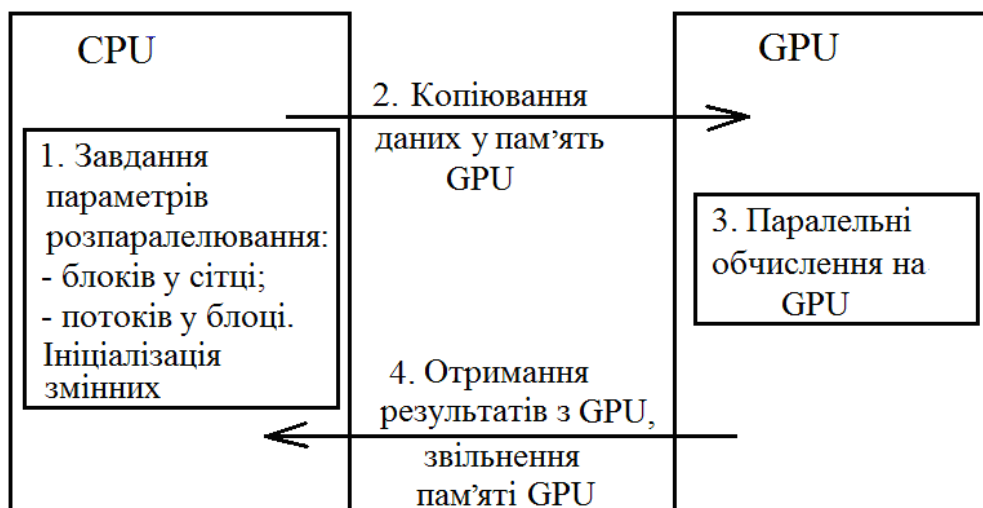 CPU
GPU
2. Копіювання
даних у пам’ять
GPU
1. Завдання
параметрів
розпаралелювання:
- блоків у сітці;
- потоків у блоці.
Ініціалізація
змінних
3. Паралельні
обчислення на
GPU
4. Отримання
результатів з GPU,
звільнення
пам’яті GPU